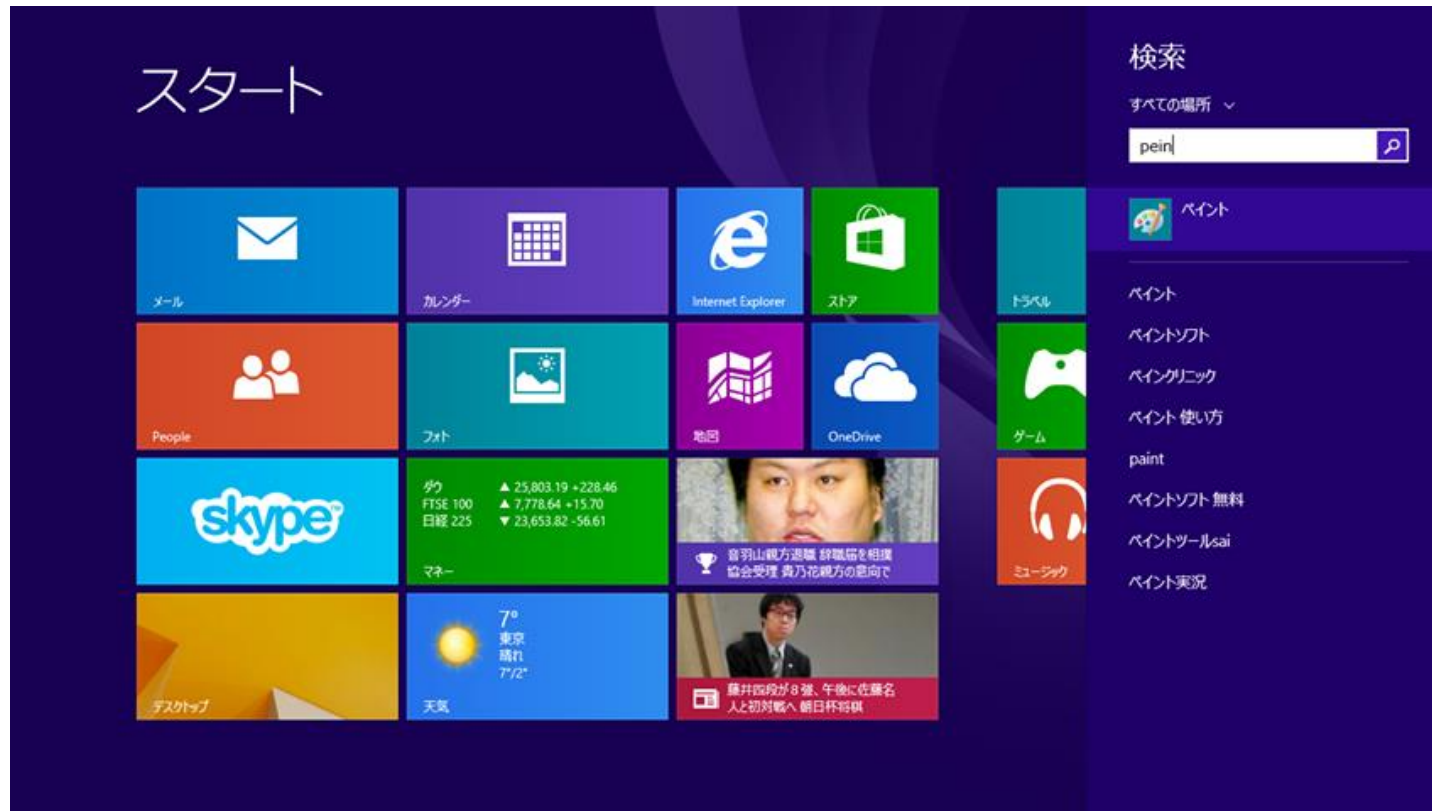 スタート
検索
すべての場所
pein
ペイント
ペイント
ペイントソフト
ペインクリニック
ペイント 使い方
paint
ペイントソフト 無料
ペイントツールsai
ペイント実況
メール
カレンダー
Internet Explorer
ストア
トラベル
People
フォト
地図
OneDrive
ゲーム
skype
ダウ ▲ 25,803.19 +228.46
FTSE 100 ▲ 7,778.64 +15.70
日経 225 ▼ 23,653.82 -56.61
マネー
音羽山親方退職 辞職届を相撲
協会受理 貴乃花親方の意向で
ミュージック
デスクトップ
7°
東京
晴れ
7°/2°
天気
藤井四段が8強、午後に佐藤名
人と初対戦へ 朝日杯将棋